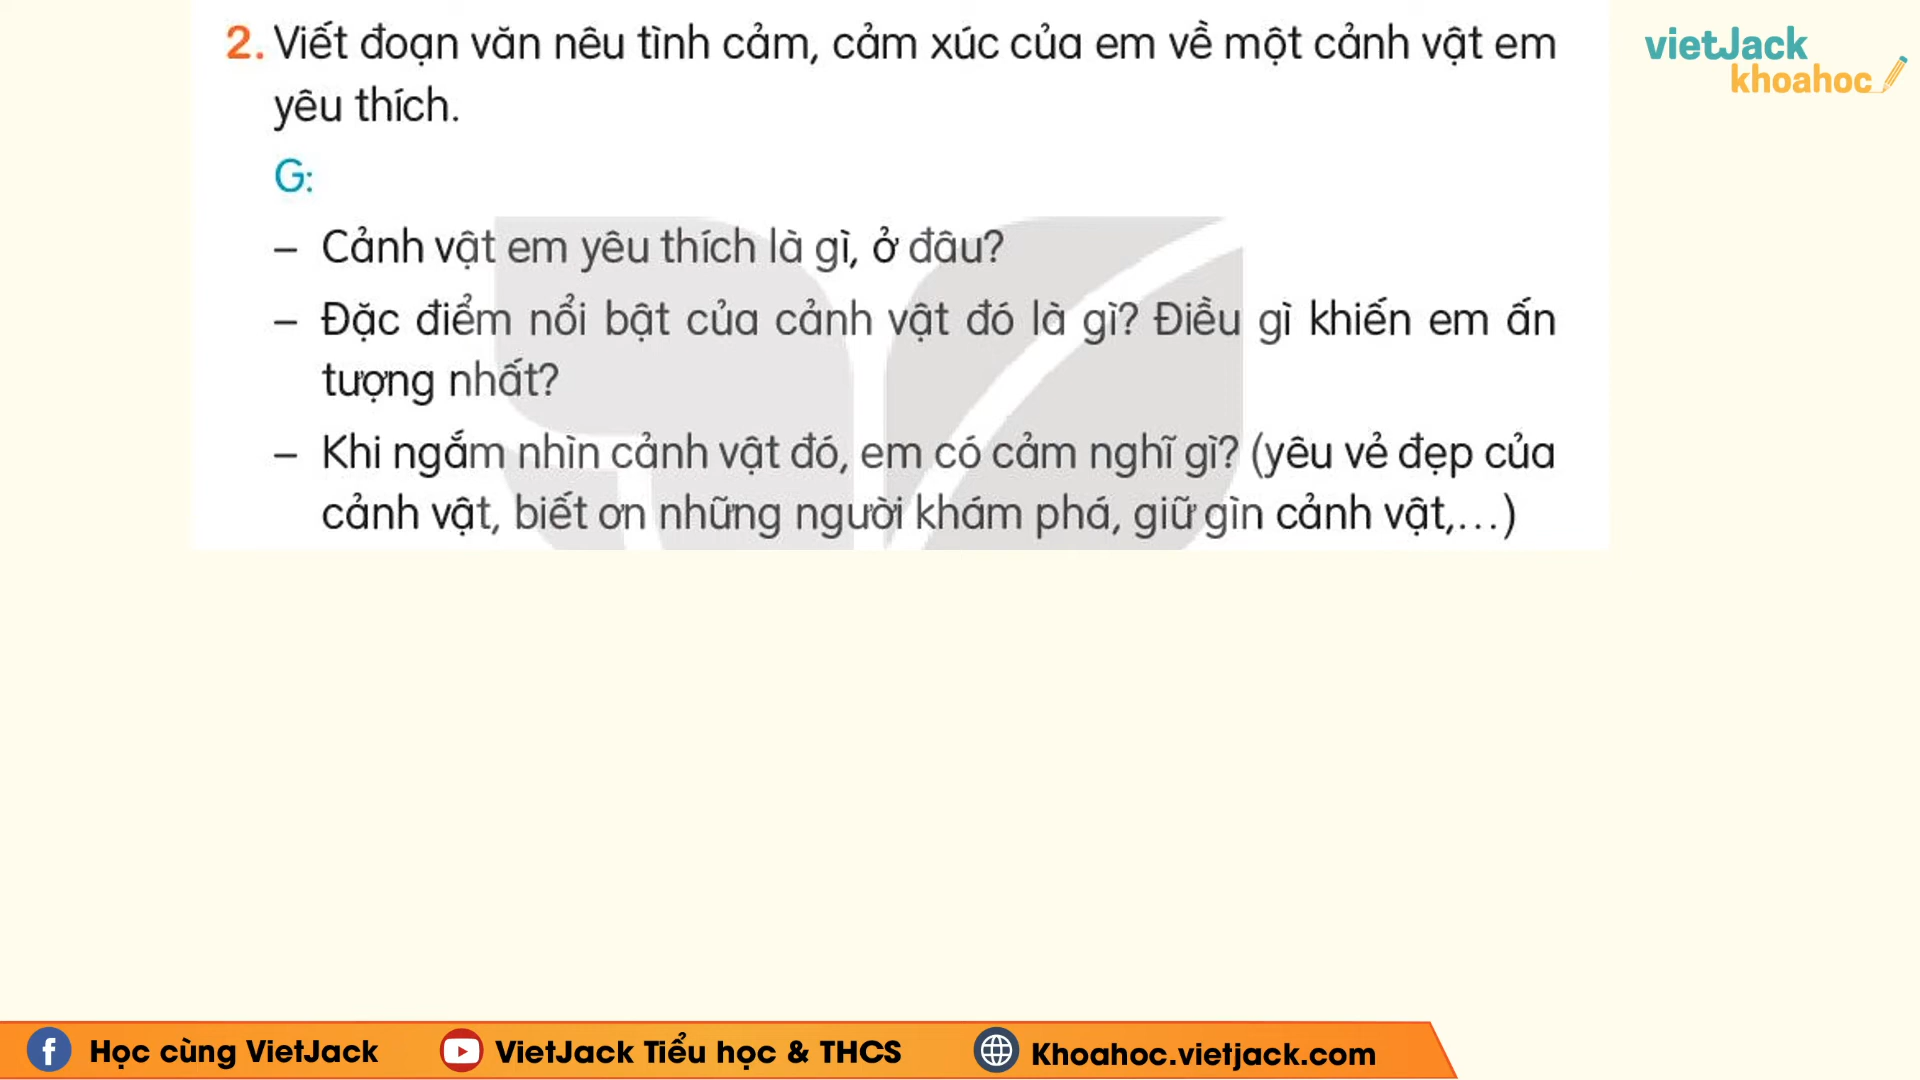 2. Viết đoạn văn nêu tình cảm, cảm xúc của em về một cảnh vật em
yêu thích.
G:
– Cảnh vật em yêu thích là gì, ở đâu?
– Đặc điểm nổi bật của cảnh vật đó là gì? Điều gì khiến em ấn
tượng nhất?
– Khi ngắm nhìn cảnh vật đó, em có cảm nghĩ gì? (yêu vẻ đẹp của
cảnh vật, biết ơn những người khám phá, giữ gìn cảnh vật,...)
vietJack
khoahoc
Học cùng VietJack
VietJack Tiểu học & THCS
Khoahoc.vietjack.com